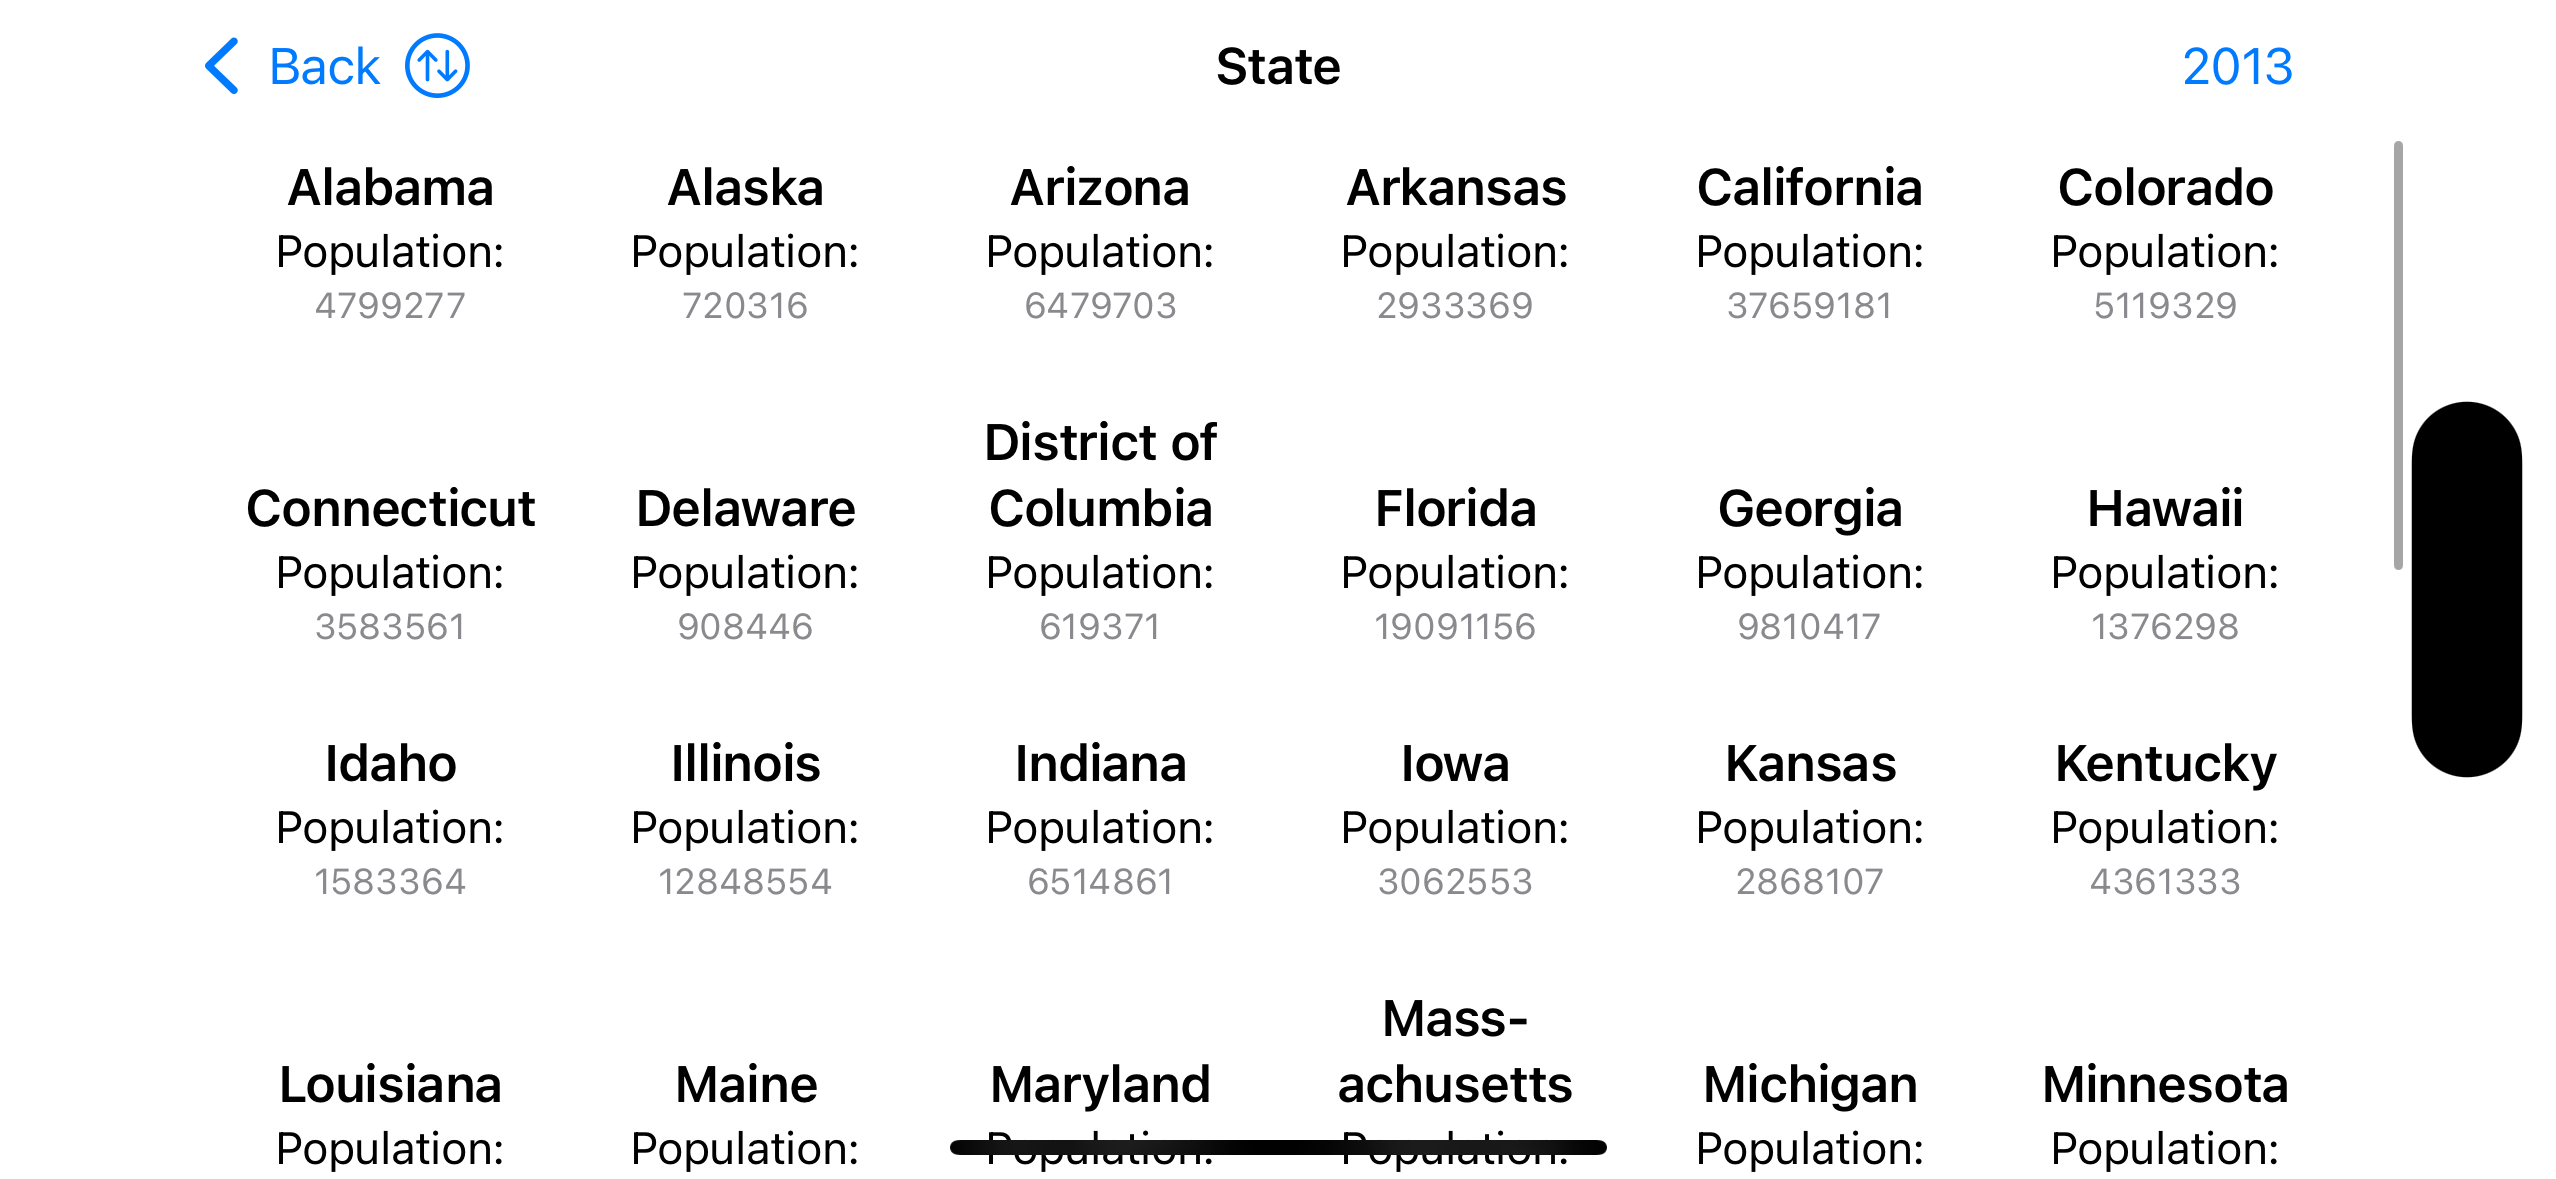 Back State 2013
Alabama Alaska Arizona Arkansas California Colorado
Population: Population: Population: Population: Population: Population:
4799277 720316 6479703 2933369 37659181 5119329
District of
Connecticut Delaware Columbia Florida Georgia Hawaii
Population: Population: Population: Population: Population: Population:
3583561 908446 619371 19091156 9810417 1376298
Idaho Illinois Indiana Iowa Kansas Kentucky
Population: Population: Population: Population: Population: Population:
1583364 12848554 6514861 3062553 2868107 4361333
Mass-
Louisiana Maine Maryland achusetts Michigan Minnesota
Population: Population: Population: Population: Population: Population: